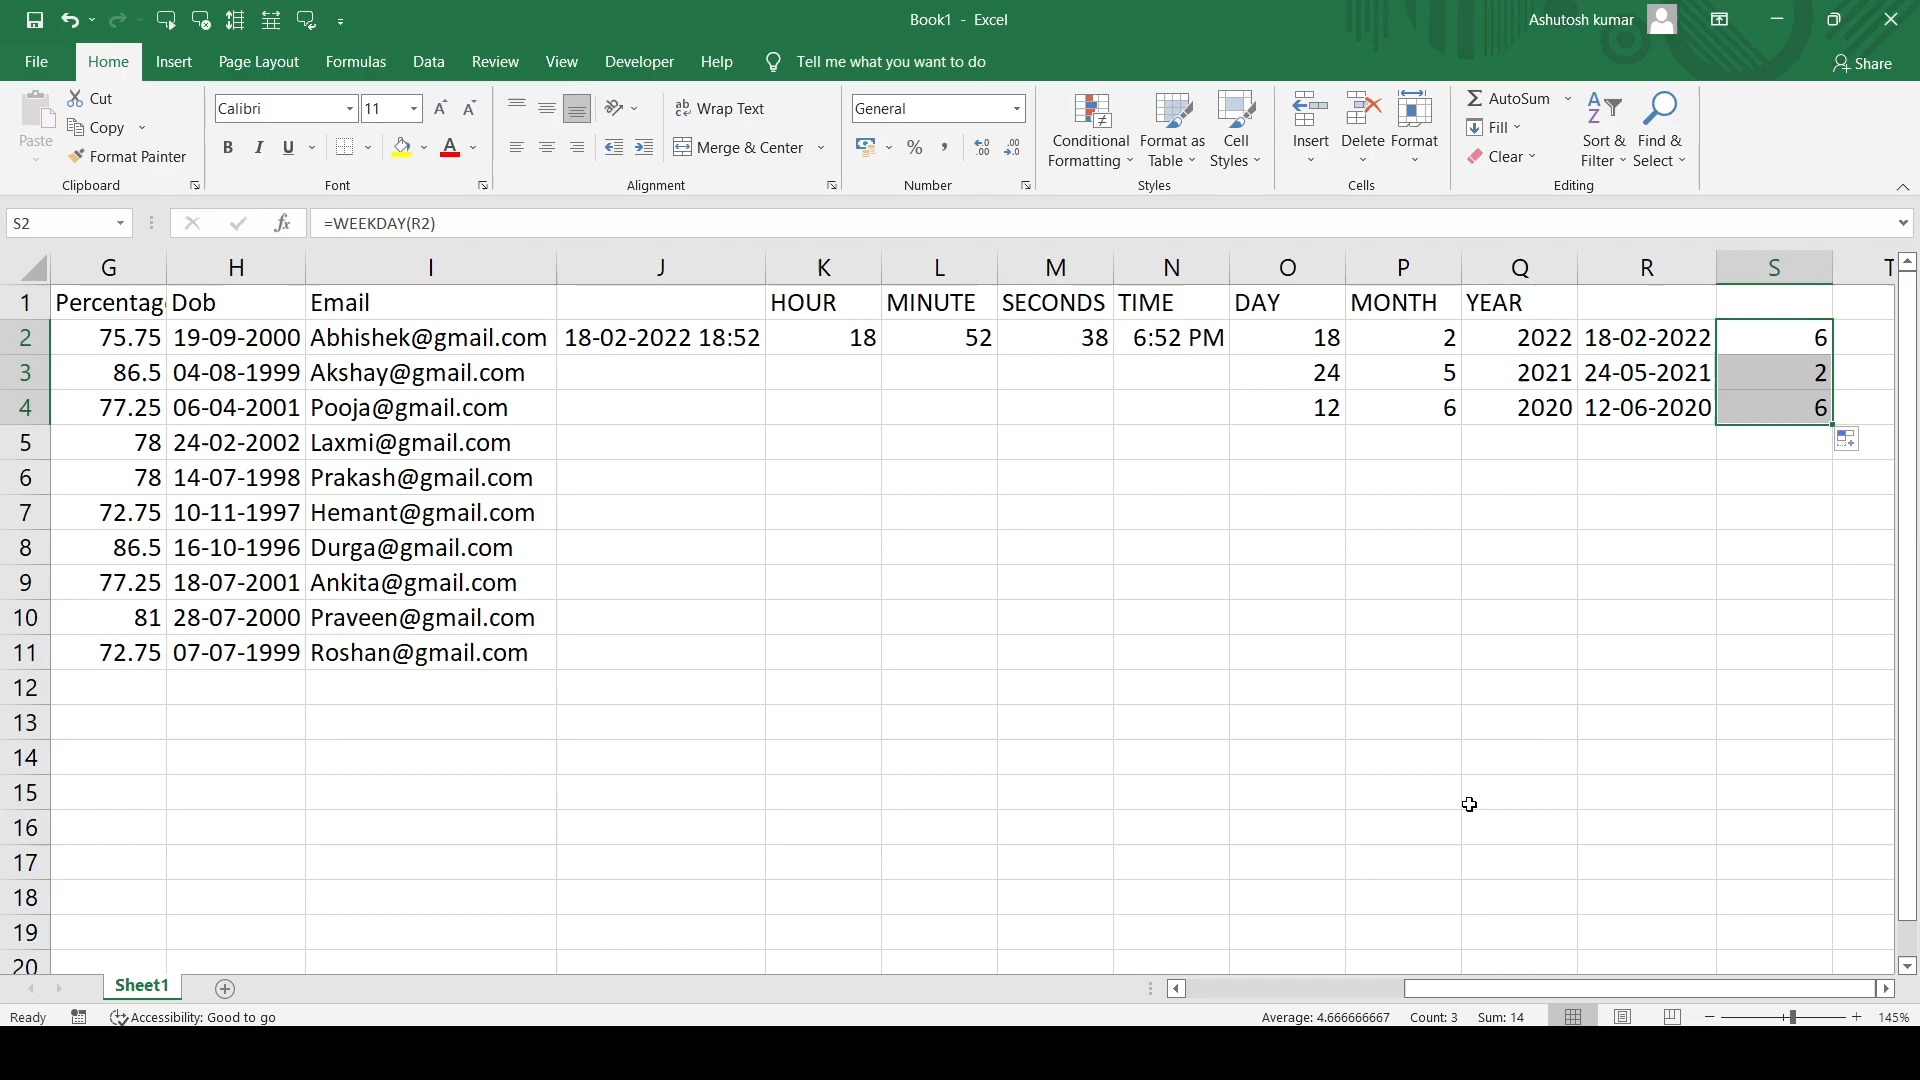 Book1 - Excel
Ashutosh kumar
File Home Insert Page Layout Formulas Data Review View Developer Help Tell me what you want to do
Share
Paste
Cut
Copy
Format Painter
Clipboard
Calibri 11
B I U
Font
Wrap Text
Merge & Center
Alignment
General
Number
Conditional Formatting
Format as Table
Cell Styles
Styles
Insert Delete Format
Cells
AutoSum
Fill
Clear
Sort & Filter
Find & Select
Editing
S2 fx =WEEKDAY(R2)
G H I J K L M N O P Q R S T
1 Percentag Dob Email HOUR MINUTE SECONDS TIME DAY MONTH YEAR
2 75.75 19-09-2000 Abhishek@gmail.com 18-02-2022 18:52 18 52 38 6:52 PM 18 2 2022 18-02-2022 6
3 86.5 04-08-1999 Akshay@gmail.com 24 5 2021 24-05-2021 2
4 77.25 06-04-2001 Pooja@gmail.com 12 6 2020 12-06-2020 6
5 78 24-02-2002 Laxmi@gmail.com
6 78 14-07-1998 Prakash@gmail.com
7 72.75 10-11-1997 Hemant@gmail.com
8 86.5 16-10-1996 Durga@gmail.com
9 77.25 18-07-2001 Ankita@gmail.com
10 81 28-07-2000 Praveen@gmail.com
11 72.75 07-07-1999 Roshan@gmail.com
12
13
14
15
16
17
18
19
20
Sheet1
Ready Accessibility: Good to go Average: 4.666666667 Count: 3 Sum: 14 145%